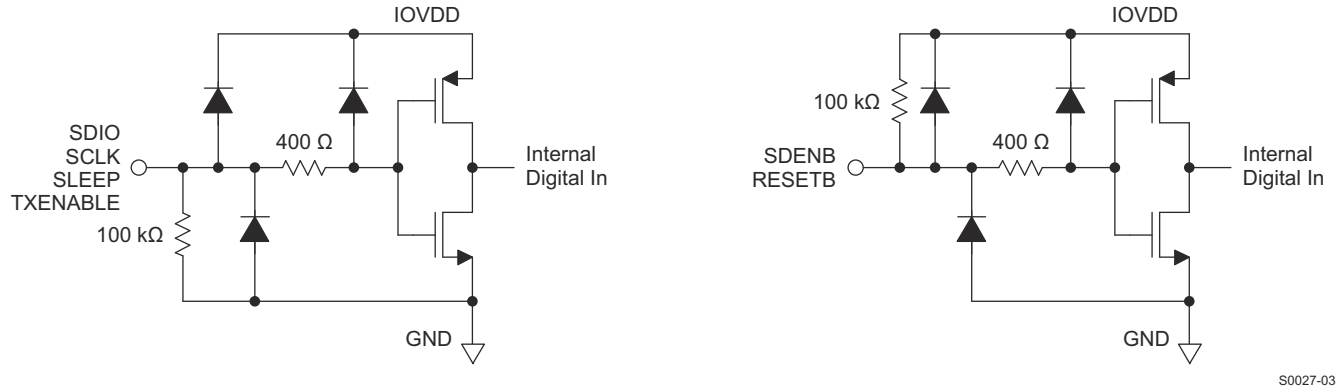 IOVDD
SDIO
SCLK
SLEEP
TXENABLE
400 Ω
100 kΩ
Internal
Digital In
GND
IOVDD
100 kΩ
400 Ω
SDENB
RESETB
Internal
Digital In
GND
S0027-03